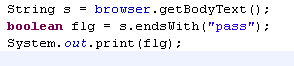 String s = browser.getBodyText();
boolean flg = s.endsWith("pass");
System.out.print(flg);